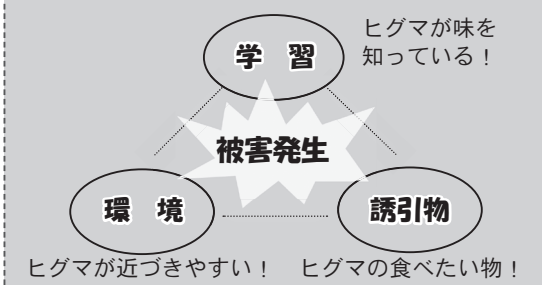 学 習
ヒグマが味を
知っている！
被害発生
環 境
誘引物
ヒグマが近づきやすい！
ヒグマの食べたい物！